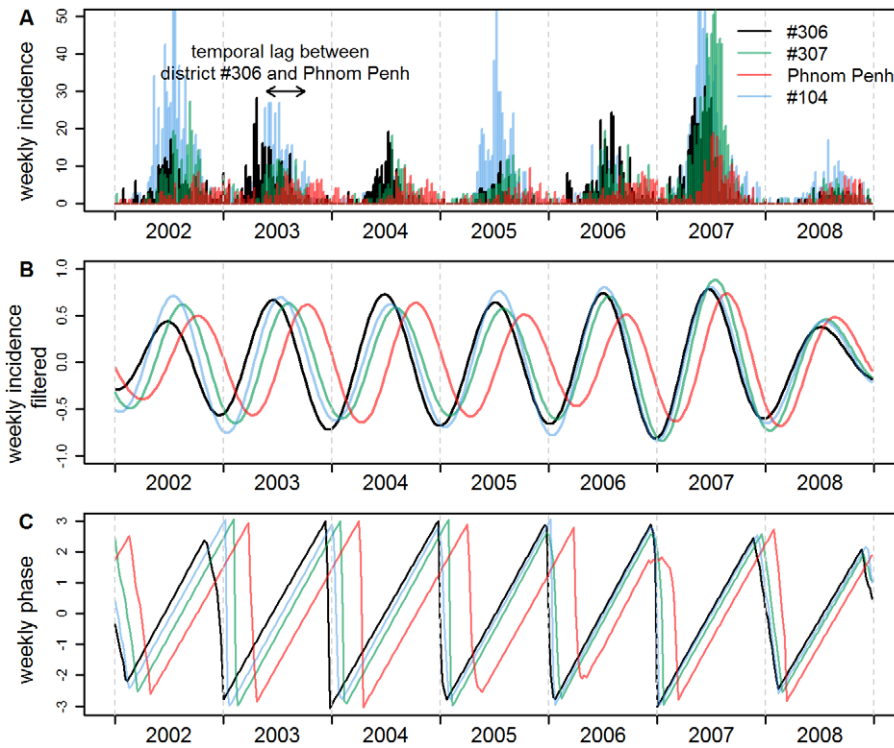 A
weekly incidence
50
40
30
20
10
0
temporal lag between
district #306 and Phnom Penh
#306
#307
Phnom Penh
#104
2002 2003 2004 2005 2006 2007 2008
B
weekly incidence
filtered
1.0
0.5
0.0
-0.5
-1.0
2002 2003 2004 2005 2006 2007 2008
C
weekly phase
3
2
1
0
-1
-2
-3
2002 2003 2004 2005 2006 2007 2008